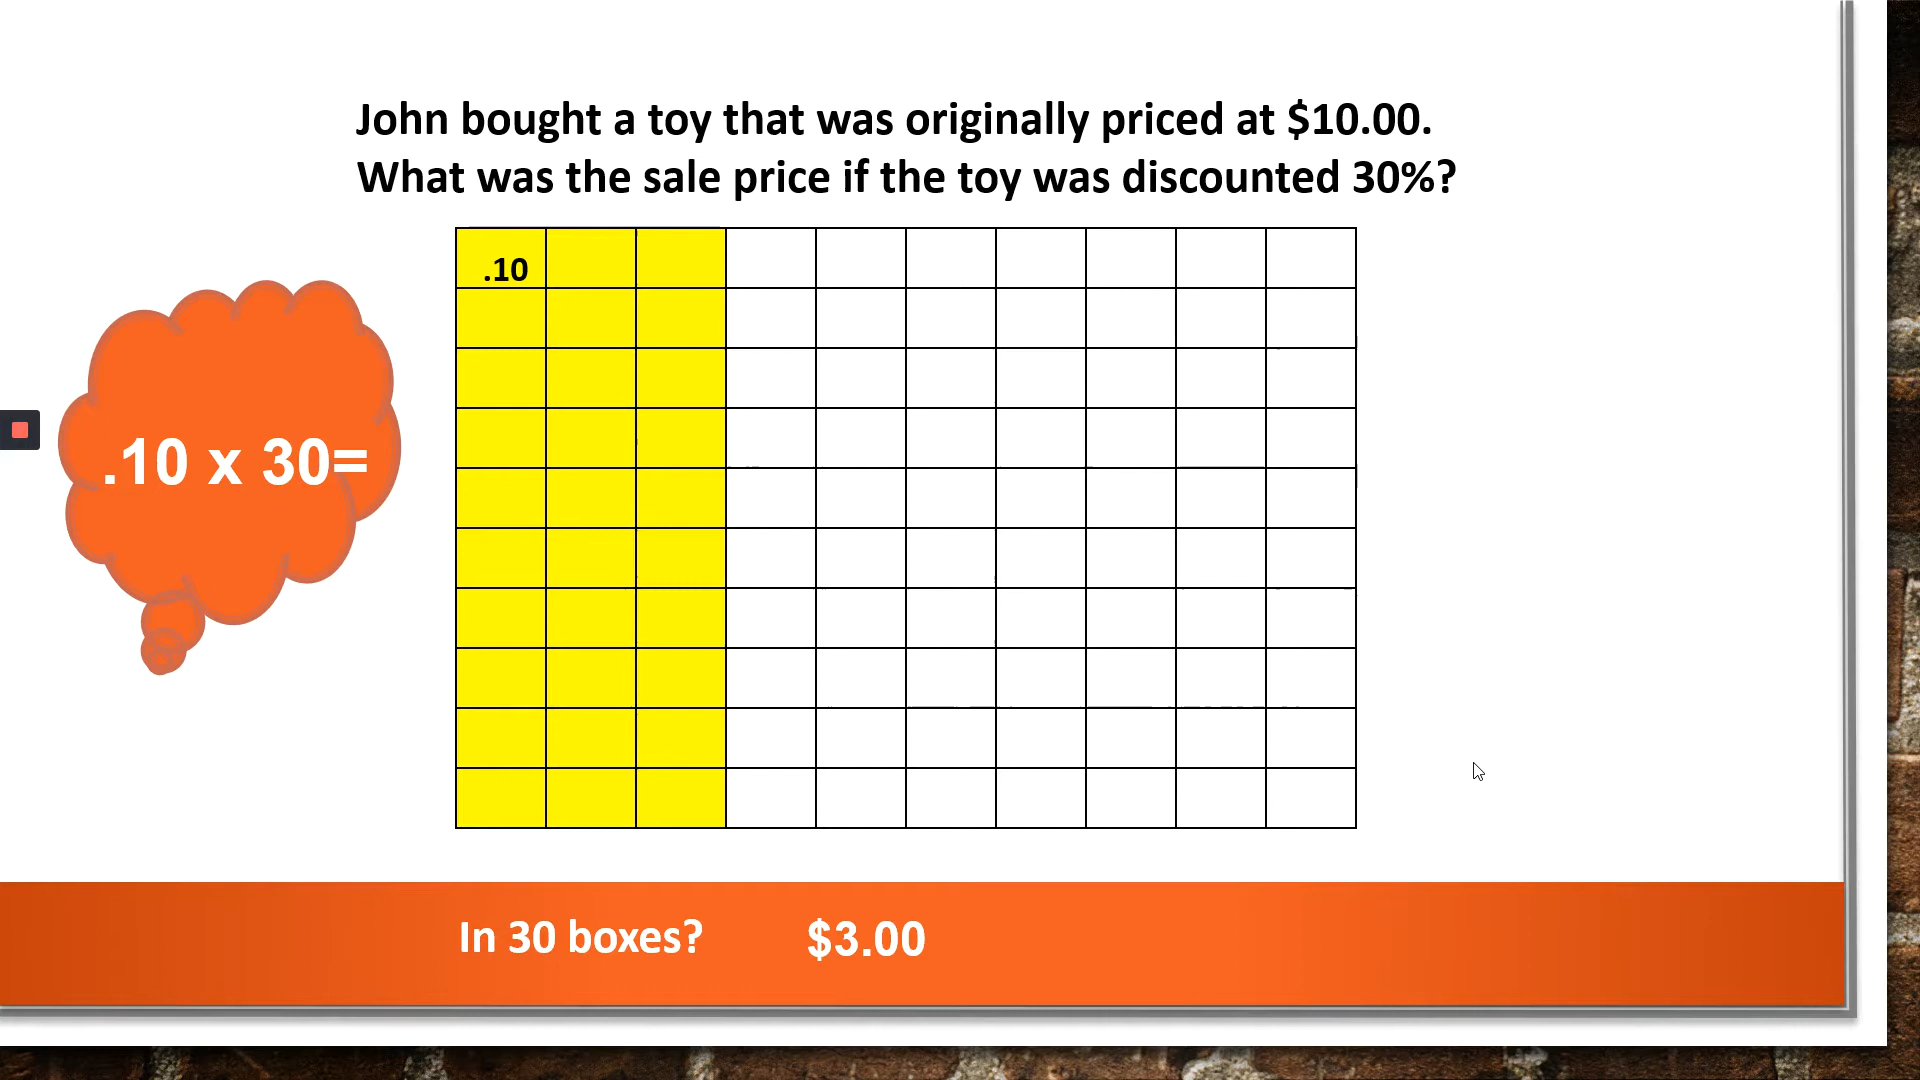 John bought a toy that was originally priced at $10.00.
What was the sale price if the toy was discounted 30%?
.10
.10 x 30=
In 30 boxes? $3.00